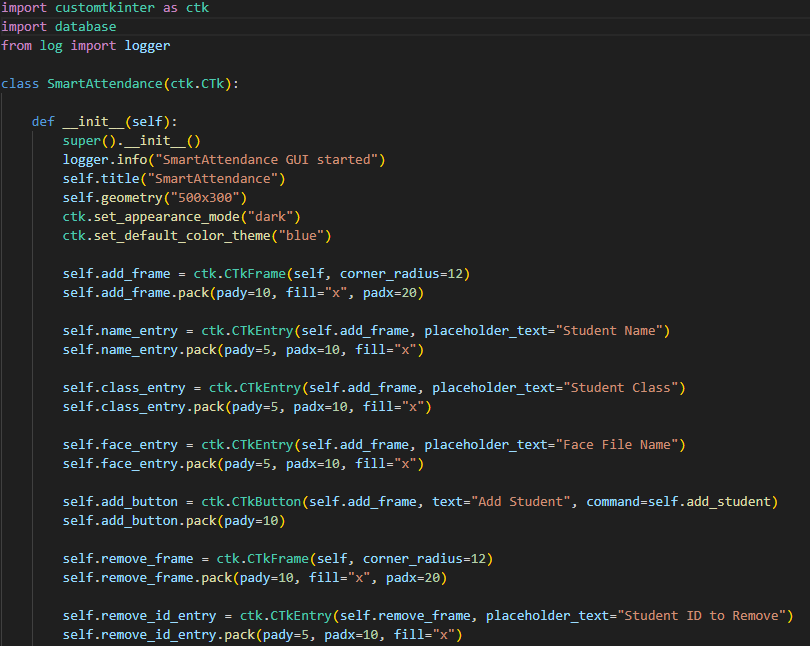 import customtkinter as ctk
import database
from log import logger
class SmartAttendance(ctk.CTk):
def __init__(self):
super().__init__()
logger.info("SmartAttendance GUI started")
self.title("SmartAttendance")
self.geometry("500x300")
ctk.set_appearance_mode("dark")
ctk.set_default_color_theme("blue")
self.add_frame = ctk.CTkFrame(self, corner_radius=12)
self.add_frame.pack(pady=10, fill="x", padx=20)
self.name_entry = ctk.CTkEntry(self.add_frame, placeholder_text="Student Name")
self.name_entry.pack(pady=5, padx=10, fill="x")
self.class_entry = ctk.CTkEntry(self.add_frame, placeholder_text="Student Class")
self.class_entry.pack(pady=5, padx=10, fill="x")
self.face_entry = ctk.CTkEntry(self.add_frame, placeholder_text="Face File Name")
self.face_entry.pack(pady=5, padx=10, fill="x")
self.add_button = ctk.CTkButton(self.add_frame, text="Add Student", command=self.add_student)
self.add_button.pack(pady=10)
self.remove_frame = ctk.CTkFrame(self, corner_radius=12)
self.remove_frame.pack(pady=10, fill="x", padx=20)
self.remove_id_entry = ctk.CTkEntry(self.remove_frame, placeholder_text="Student ID to Remove")
self.remove_id_entry.pack(pady=5, padx=10, fill="x")